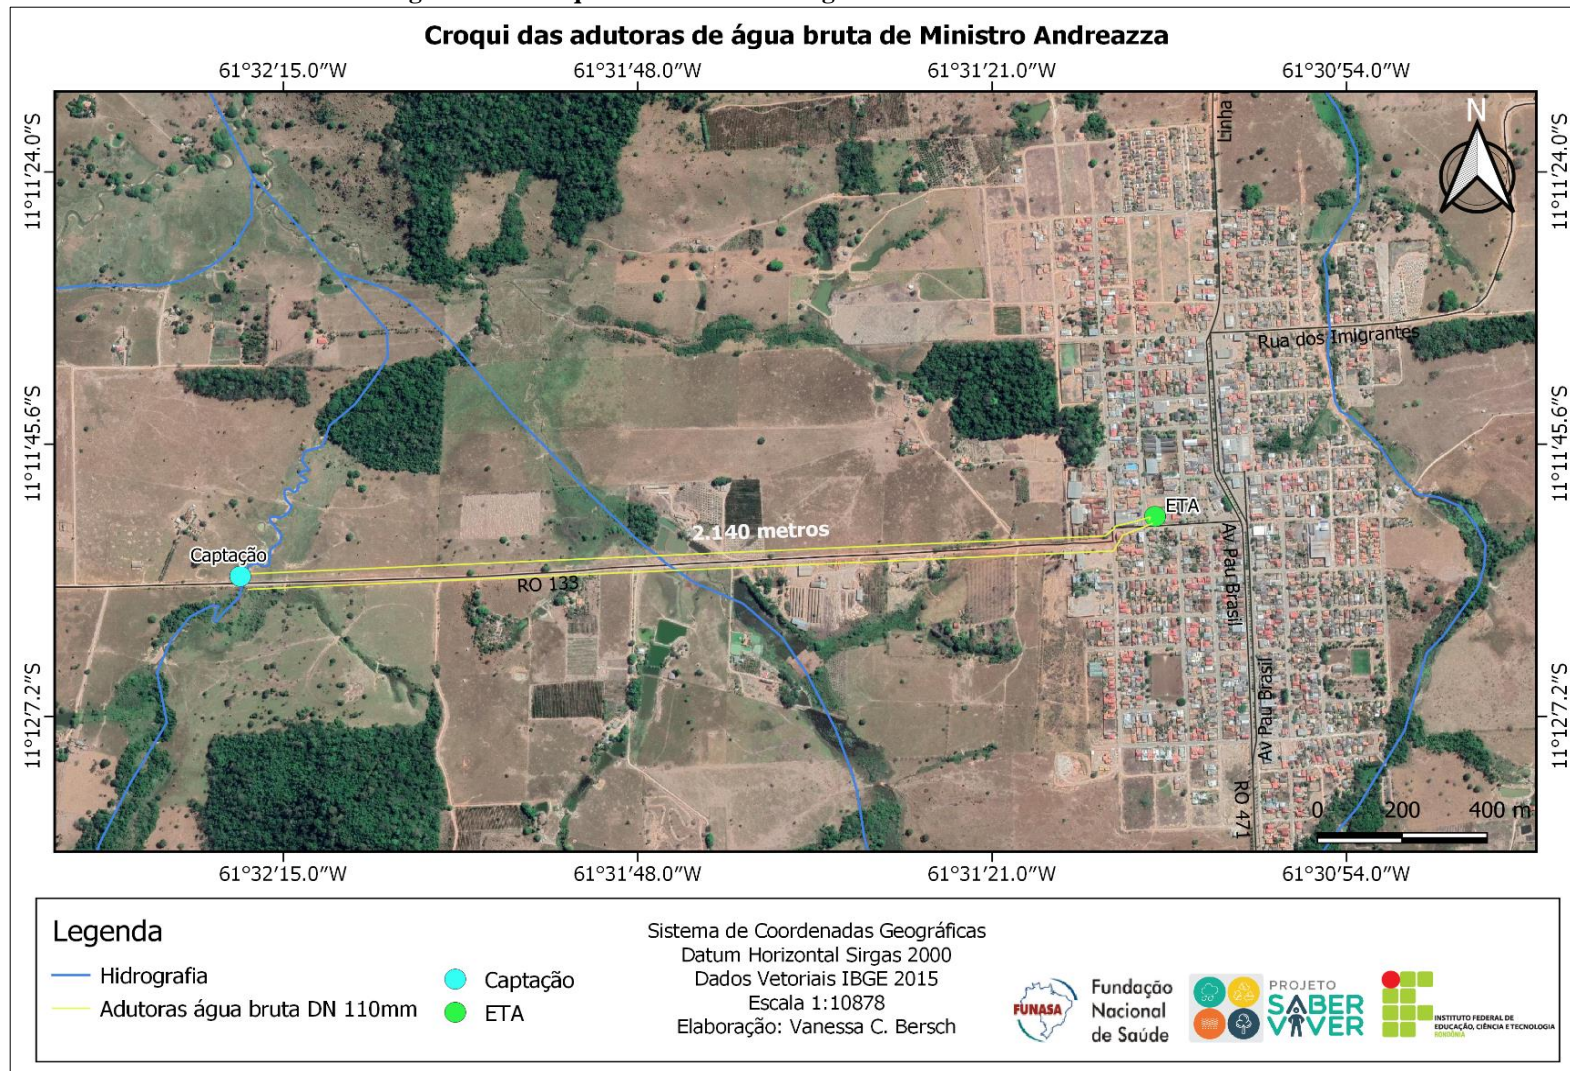 Croqui das adutoras de água bruta de Ministro Andreazza
61°32′15.0″W 61°31′48.0″W 61°31′21.0″W 61°30′54.0″W
N
Linha
11°11′24.0″S 11°11′24.0″S
Rua dos Imigrantes
11°11′45.6″S 11°11′45.6″S
ETA
2.140 metros
Captação
RO 133
Av Pau Brasil
Av Pau Brasil
11°12′7.2″S 11°12′7.2″S
RO 471
0 200 400 m
61°32′15.0″W 61°31′48.0″W 61°31′21.0″W 61°30′54.0″W
Legenda
Hidrografia
Adutoras água bruta DN 110mm
Captação
ETA
Sistema de Coordenadas Geográficas
Datum Horizontal Sirgas 2000
Dados Vetoriais IBGE 2015
Escala 1:10878
Elaboração: Vanessa C. Bersch
FUNASA
Fundação
Nacional
de Saúde
PROJETO
SABER
VIVER
INSTITUTO FEDERAL DE
EDUCAÇÃO, CIÊNCIA E TECNOLOGIA
RONDÔNIA